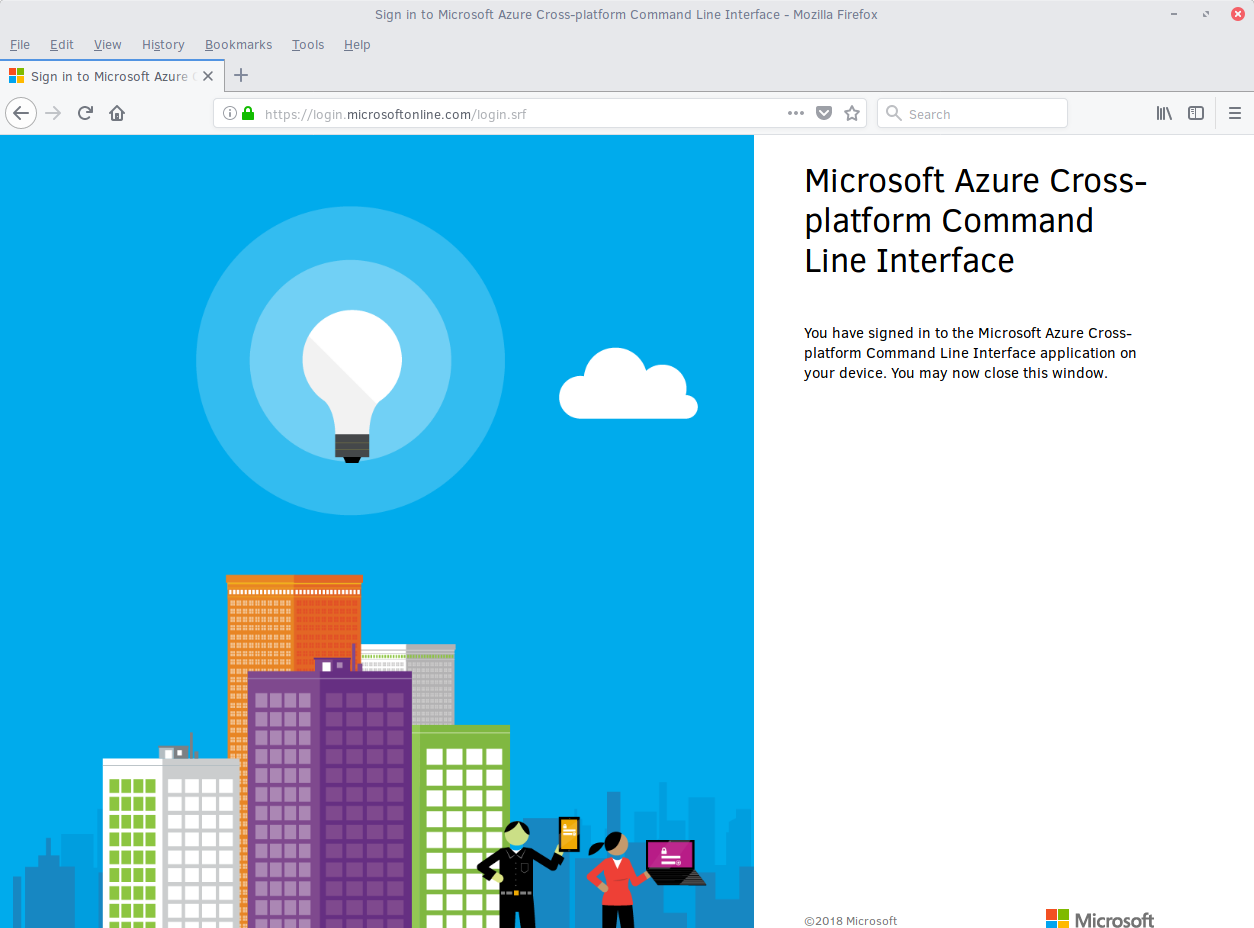 Sign in to Microsoft Azure Cross-platform Command Line Interface - Mozilla Firefox
File Edit View History Bookmarks Tools Help
Sign in to Microsoft Azure
https://login.microsoftonline.com/login.srf
Search
Microsoft Azure Cross-
platform Command
Line Interface
You have signed in to the Microsoft Azure Cross-
platform Command Line Interface application on
your device. You may now close this window.
©2018 Microsoft
Microsoft